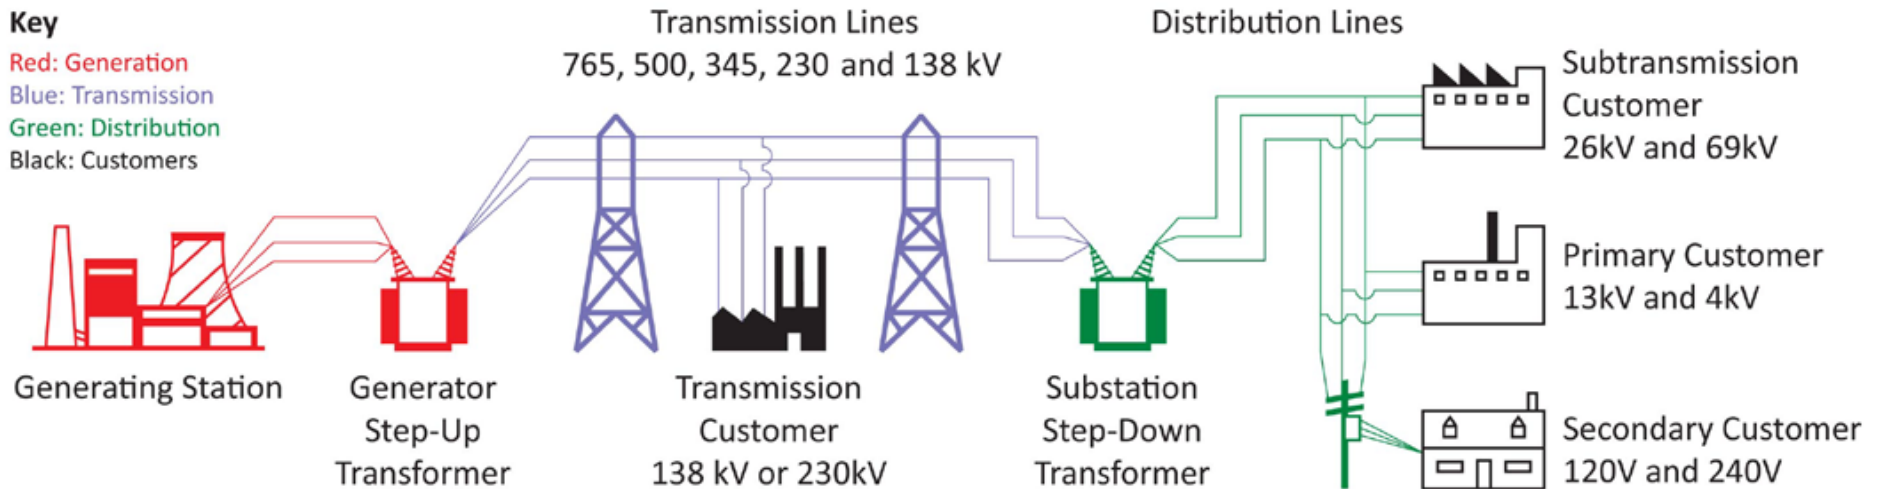 Key
Red: Generation
Blue: Transmission
Green: Distribution
Black: Customers
Transmission Lines
765, 500, 345, 230 and 138 kV
Distribution Lines
Subtransmission
Customer
26kV and 69kV
Primary Customer
13kV and 4kV
Secondary Customer
120V and 240V
Generating Station
Generator
Step-Up
Transformer
Transmission
Customer
138 kV or 230kV
Substation
Step-Down
Transformer